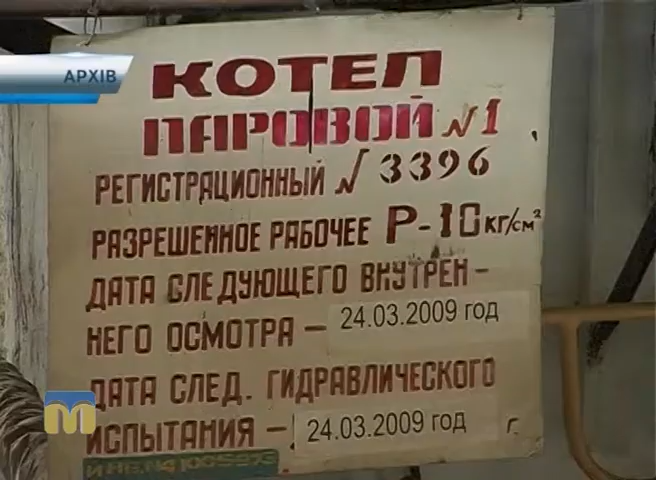 АРХІВ
КОТЕЛ
ПАРОВОЙ №1
РЕГИСТРАЦИОННЫЙ № 3396
РАЗРЕШЕННОЕ РАБОЧЕЕ Р-10 КГ/СМ²
ДАТА СЛЕДУЮЩЕГО ВНУТРЕН-
НЕГО ОСМОТРА – 24.03.2009 год
ДАТА СЛЕД. ГИДРАВЛИЧЕСКОГО
ИСПЫТАНИЯ – 24.03.2009 год г.
М